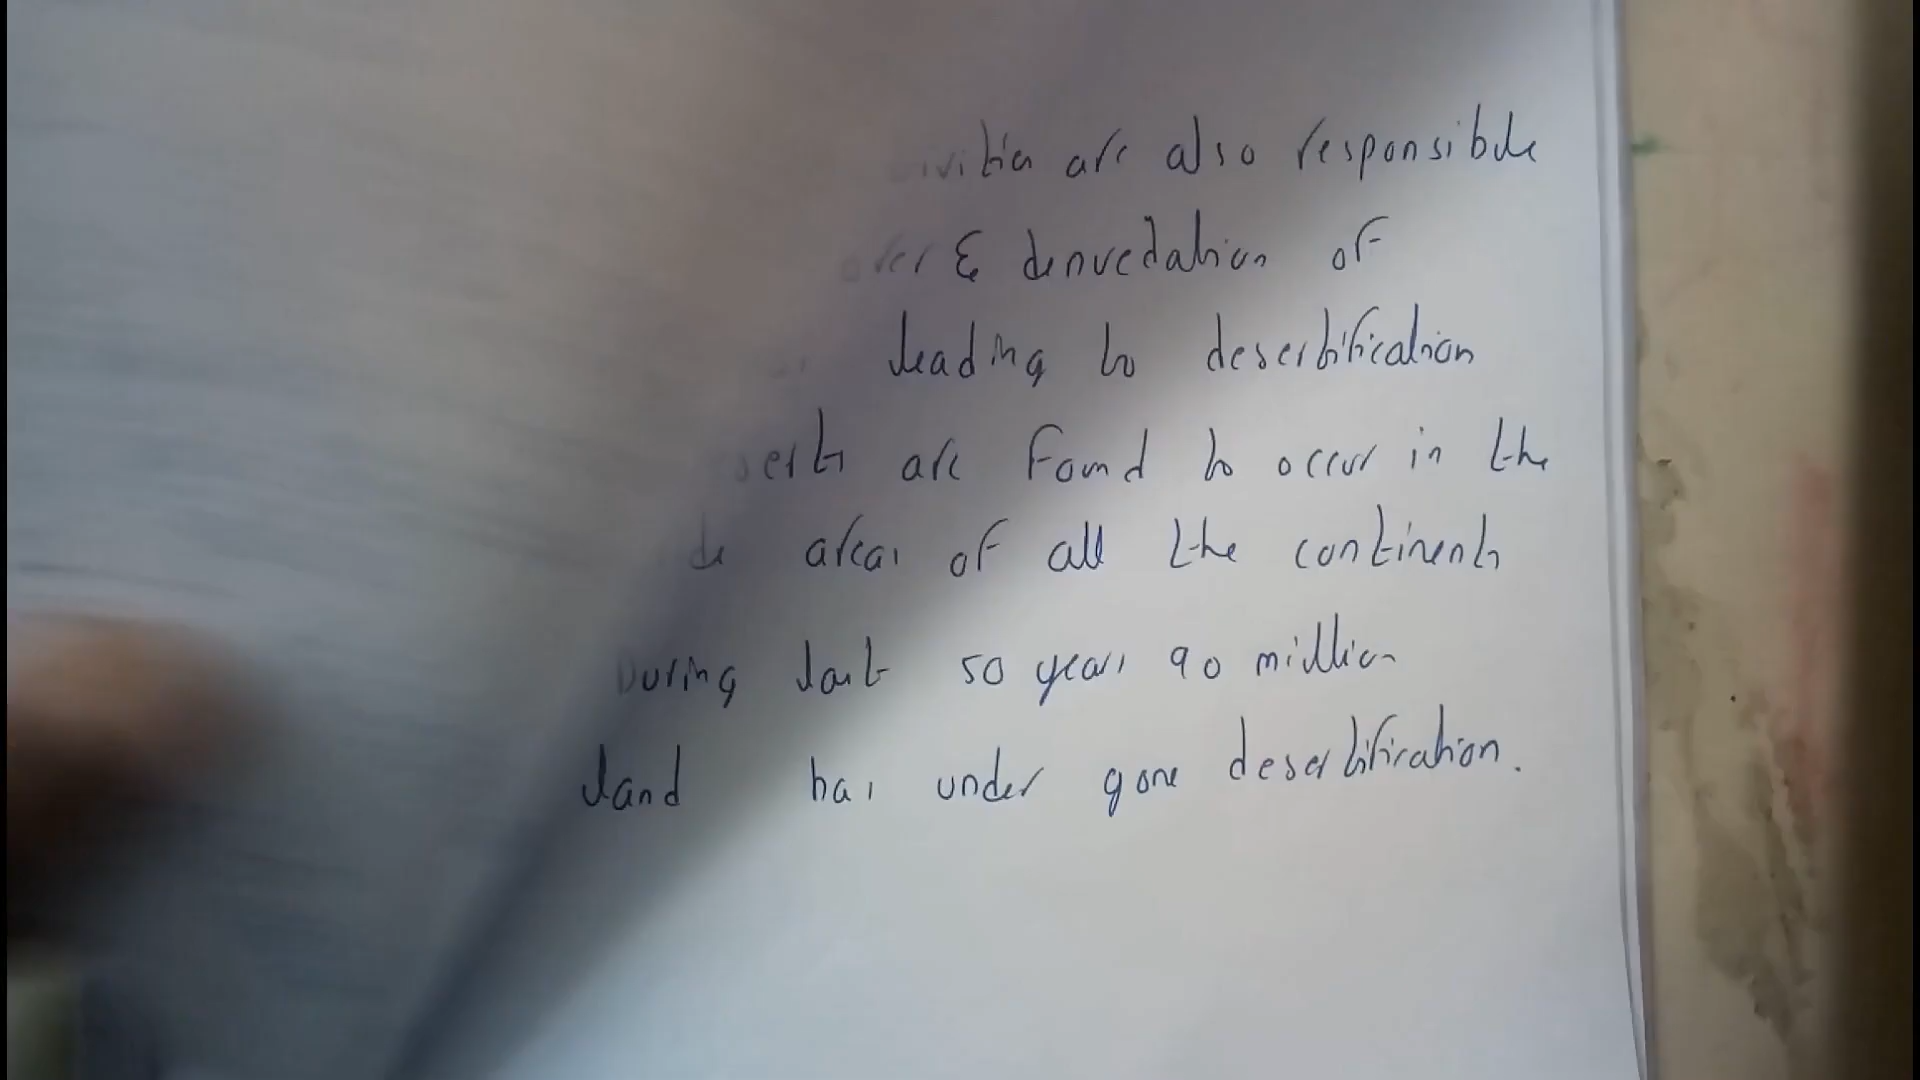 are also responsible
& denuedation of
leading to desertification
are found to occur in the
areas of all the continents
During last 50 years 90 million
land has under gone desertification.